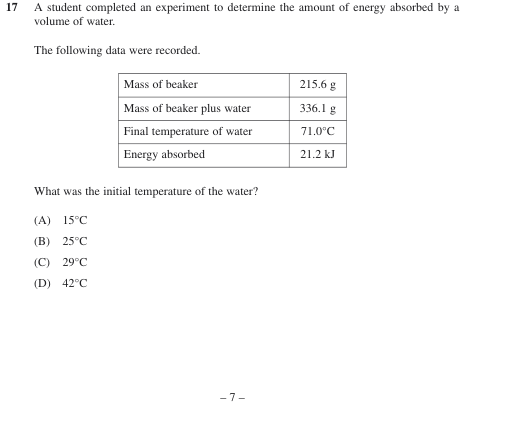 17 A student completed an experiment to determine the amount of energy absorbed by a
volume of water.
The following data were recorded.
Mass of beaker 215.6 g
Mass of beaker plus water 336.1 g
Final temperature of water 71.0°C
Energy absorbed 21.2 kJ
What was the initial temperature of the water?
(A) 15°C
(B) 25°C
(C) 29°C
(D) 42°C
– 7 –